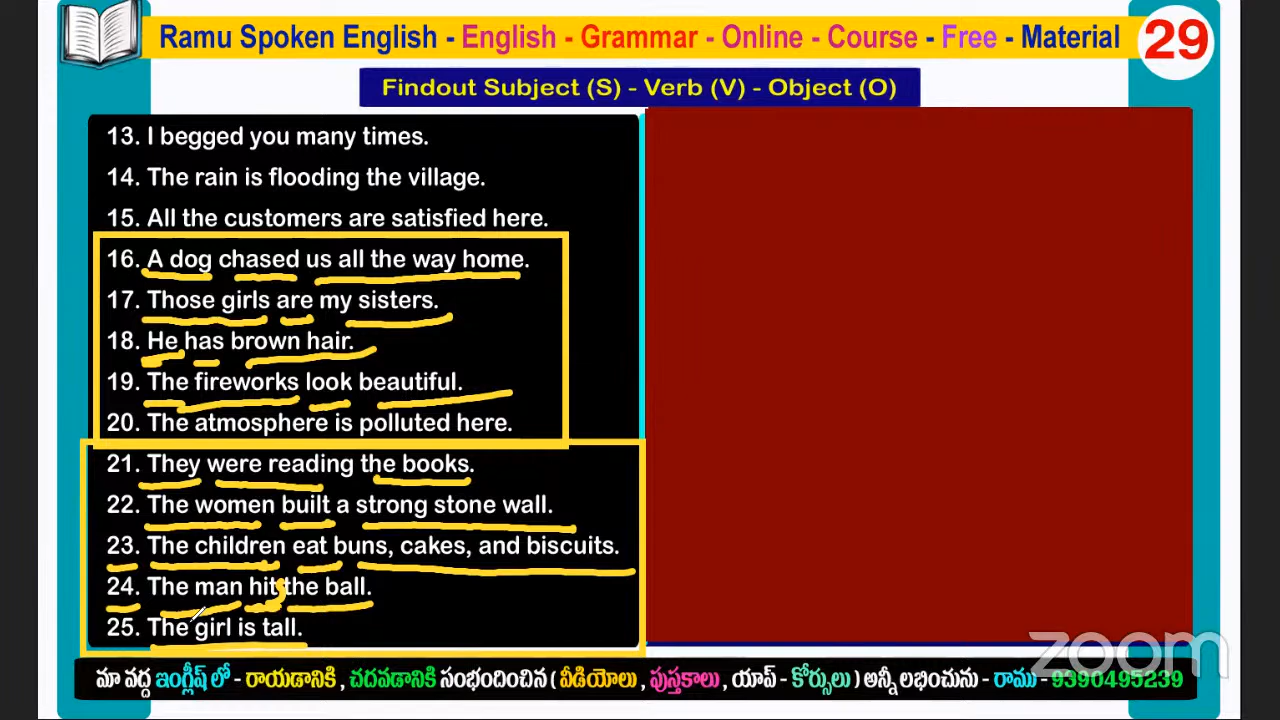 Ramu Spoken English - English - Grammar - Online - Course - Free - Material 29
Findout Subject (S) - Verb (V) - Object (O)
13. I begged you many times.
14. The rain is flooding the village.
15. All the customers are satisfied here.
16. A dog chased us all the way home.
17. Those girls are my sisters.
18. He has brown hair.
19. The fireworks look beautiful.
20. The atmosphere is polluted here.
21. They were reading the books.
22. The women built a strong stone wall.
23. The children eat buns, cakes, and biscuits.
24. The man hit the ball.
25. The girl is tall.
zoom
మా వద్ద ఇంగ్లీష్ లో - రాయడానికి , చదవడానికి సంభందించిన ( వీడియోలు , పుస్తకాలు , యాప్ - కోర్సులు ) అన్నీ లభించును - రాము - 9390495239